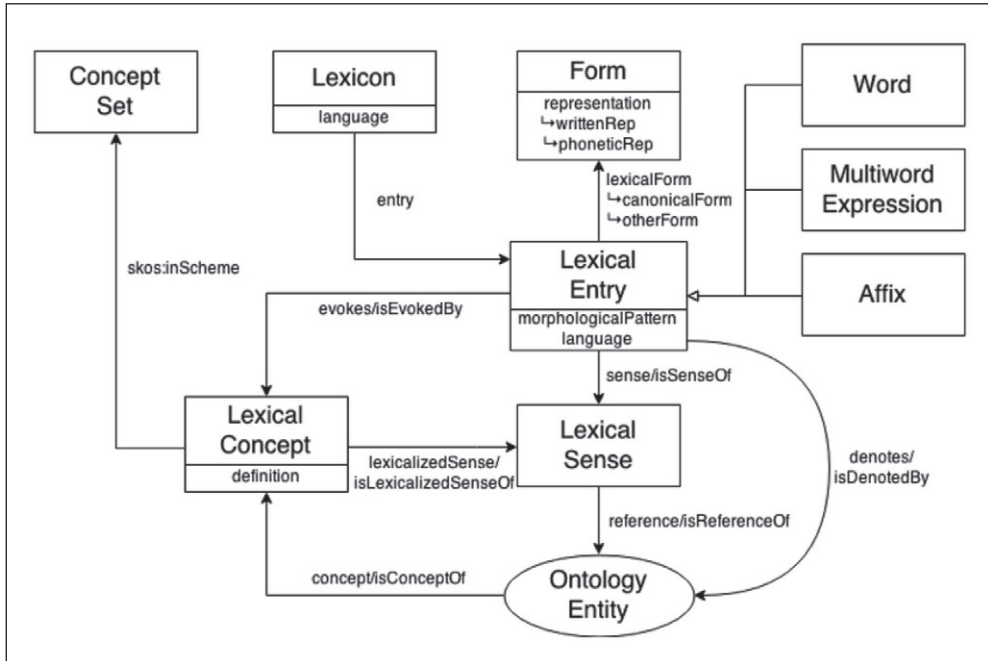 Concept
Set
Lexicon
language
Form
representation
↳writtenRep
↳phoneticRep
Word
Multiword
Expression
Affix
entry
lexicalForm
↳canonicalForm
↳otherForm
skos:inScheme
Lexical
Entry
morphologicalPattern
language
evokes/isEvokedBy
sense/isSenseOf
Lexical
Concept
definition
lexicalizedSense/
isLexicalizedSenseOf
Lexical
Sense
denotes/
isDenotedBy
reference/isReferenceOf
concept/isConceptOf
Ontology
Entity